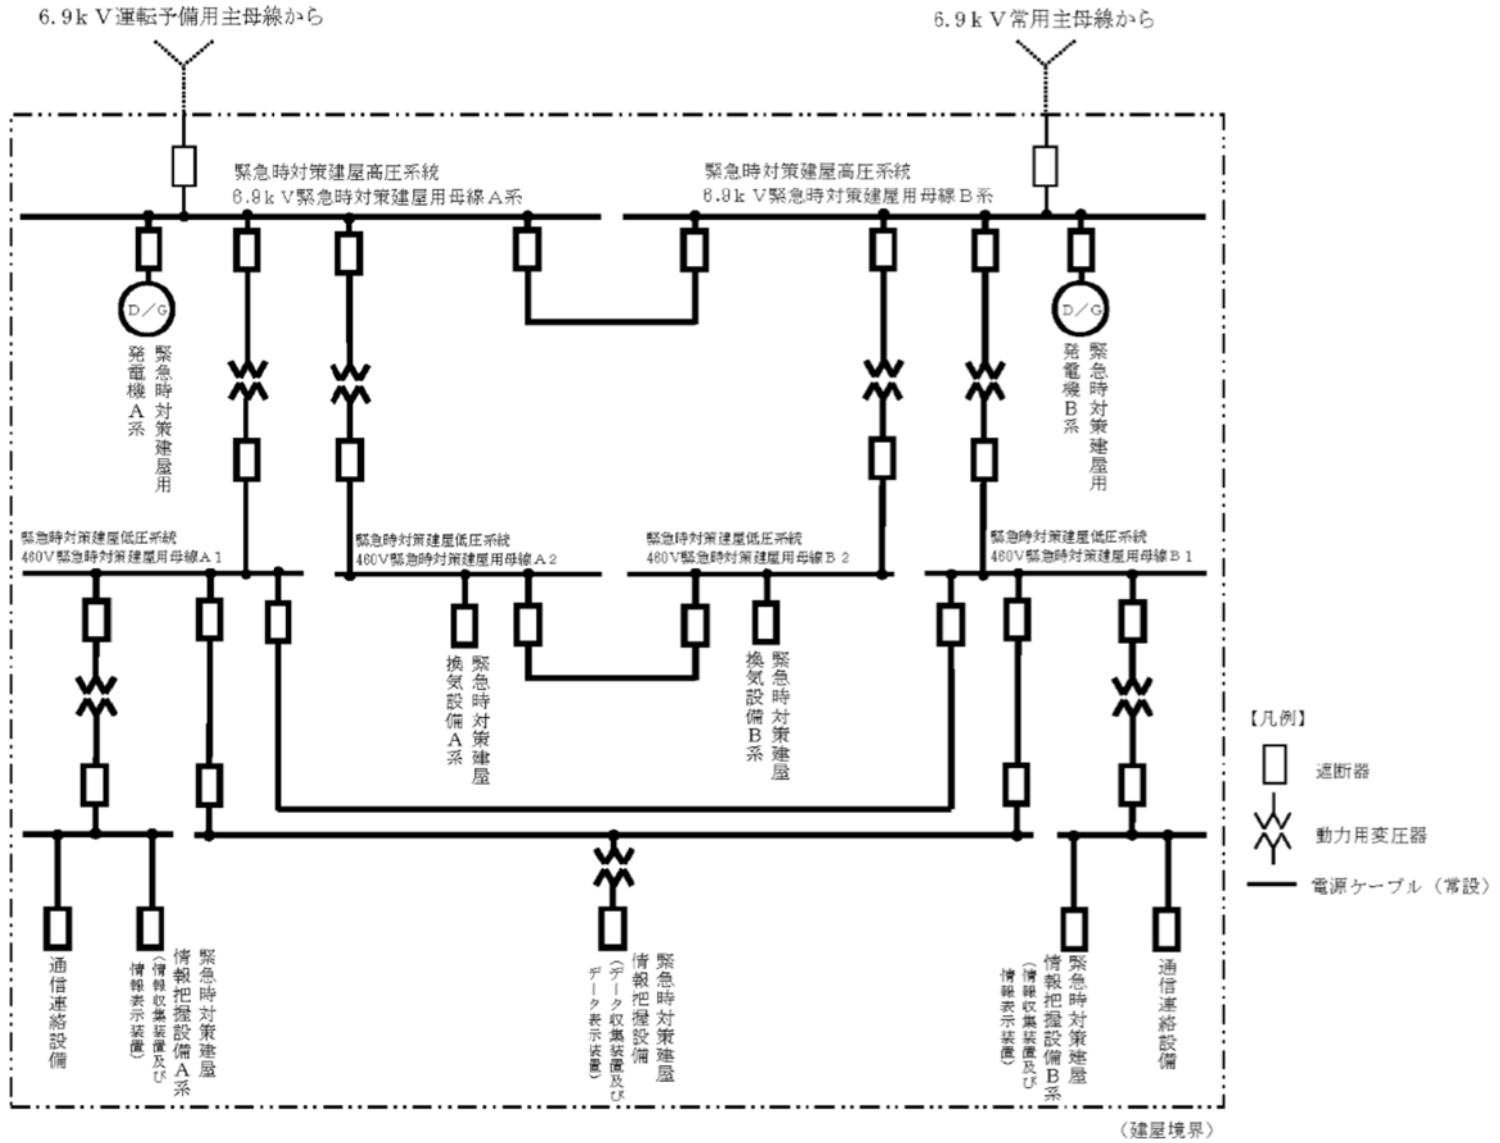 6.9kV運転予備用主母線から
6.9kV常用主母線から
緊急時対策建屋高圧系統
6.9kV緊急時対策建屋用母線A系
緊急時対策建屋高圧系統
6.9kV緊急時対策建屋用母線B系
D/G
緊急時対策建屋用
発電機A系
D/G
緊急時対策建屋用
発電機B系
緊急時対策建屋低圧系統
460V緊急時対策建屋用母線A1
緊急時対策建屋低圧系統
460V緊急時対策建屋用母線A2
緊急時対策建屋低圧系統
460V緊急時対策建屋用母線B2
緊急時対策建屋低圧系統
460V緊急時対策建屋用母線B1
緊急時対策建屋
換気設備A系
緊急時対策建屋
換気設備B系
【凡例】
遮断器
動力用変圧器
電源ケーブル（常設）
通信連絡設備
緊急時対策建屋
情報把握設備A系
（情報収集装置及び
情報表示装置）
緊急時対策建屋
情報把握設備
（データ収集装置及び
データ表示装置）
緊急時対策建屋
情報把握設備B系
（情報収集装置及び
情報表示装置）
通信連絡設備
（建屋境界）